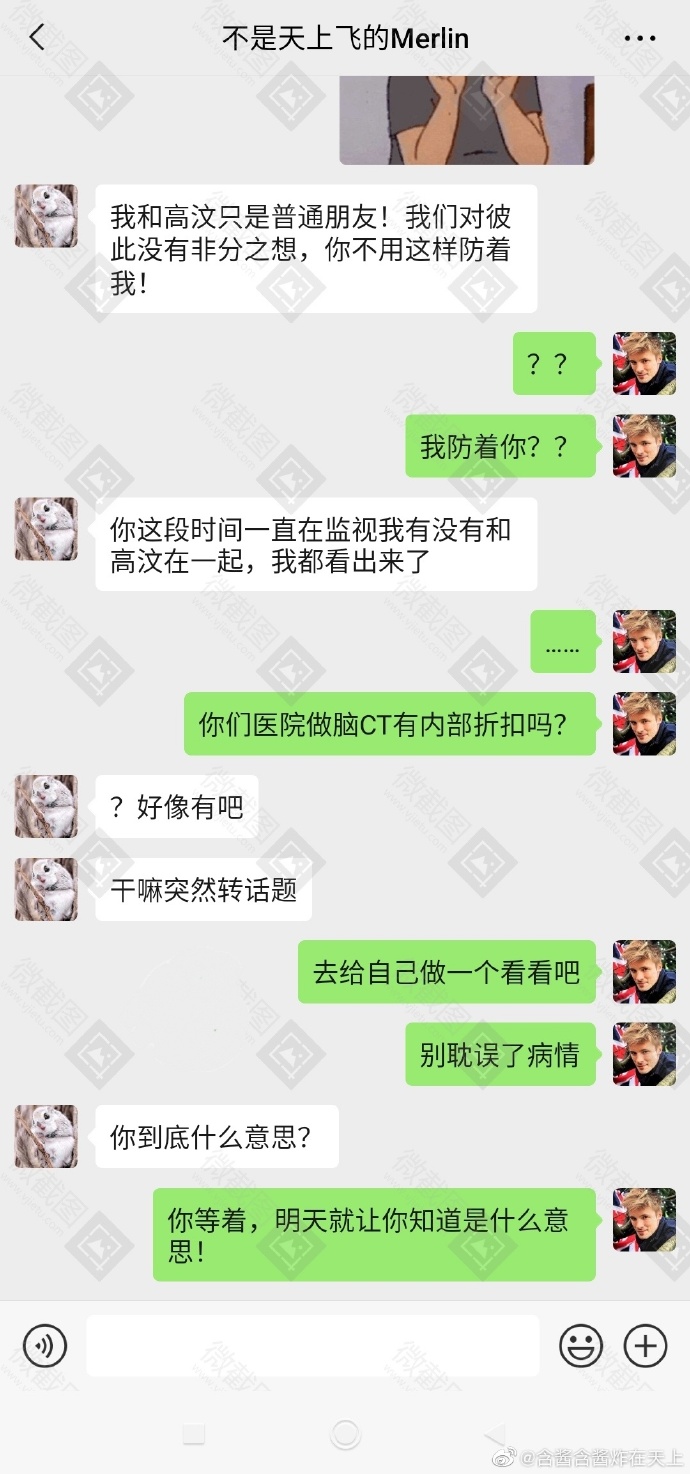 不是天上飞的Merlin
我和高汶只是普通朋友！我们对彼
此没有非分之想，你不用这样防着
我！
？？
我防着你？？
你这段时间一直在监视我有没有和
高汶在一起，我都看出来了
……
你们医院做脑CT有内部折扣吗？
？好像有吧
干嘛突然转话题
去给自己做一个看看吧
别耽误了病情
你到底什么意思？
你等着，明天就让你知道是什么意
思！
@含酱含酱炸在天上
微截图